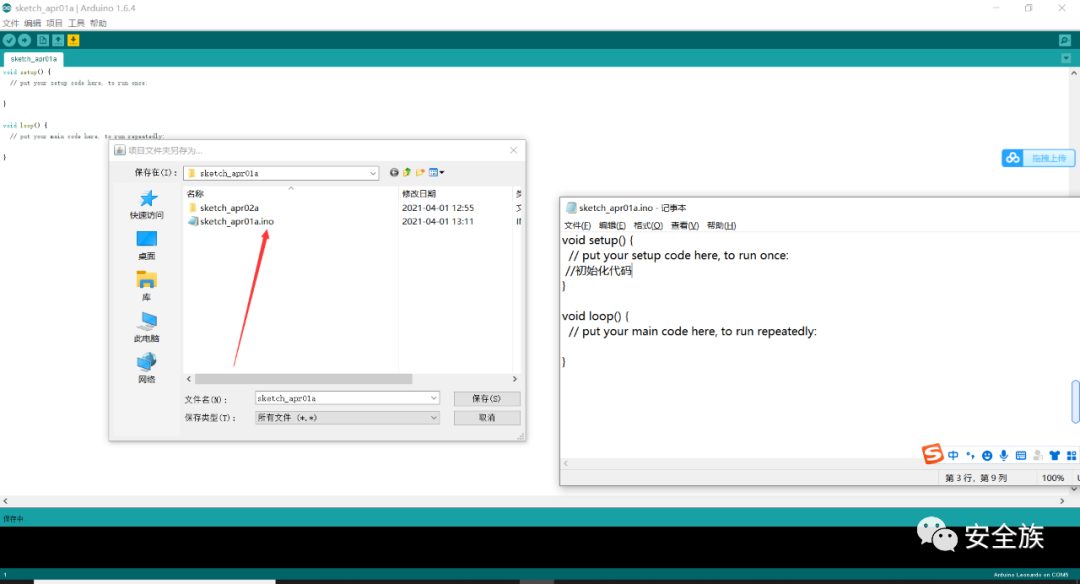 sketch_apr01a | Arduino 1.6.4
文件 编辑 项目 工具 帮助
sketch_apr01a
void setup() {
// put your setup code here, to run once:
}
void loop() {
// put your main code here, to run repeatedly:
}
项目文件夹另存为...
保存在(I): sketch_apr01a
名称 修改日期
sketch_apr02a 2021-04-01 12:55
sketch_apr01a.ino 2021-04-01 13:11
快速访问
桌面
库
此电脑
网络
文件名(N): sketch_apr01a 保存(S)
保存类型(T): 所有文件 (*.*) 取消
拖拽上传
sketch_apr01a.ino - 记事本
文件(F) 编辑(E) 格式(O) 查看(V) 帮助(H)
void setup() {
// put your setup code here, to run once:
//初始化代码
}
void loop() {
// put your main code here, to run repeatedly:
}
中
第 3 行，第 9 列 100%
保存中
安全族
1 Arduino Leonardo on COM5